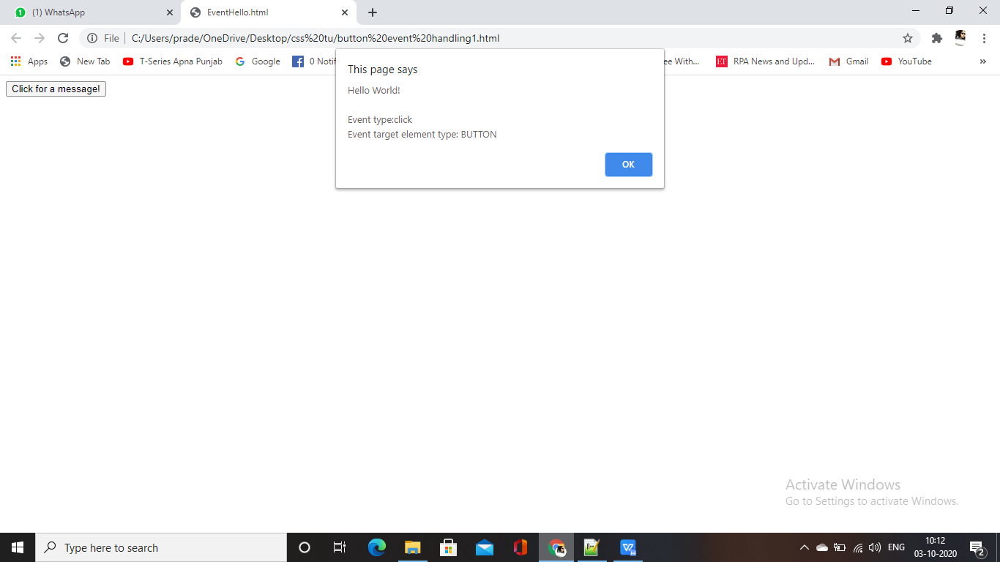 (1) WhatsApp
EventHello.html
File
C:/Users/prade/OneDrive/Desktop/css%20tu/button%20event%20handling1.html
Apps
New Tab
T-Series Apna Punjab
Google
0 Notif
ee With...
ET
RPA News and Upd...
Gmail
YouTube
»
Click for a message!
This page says
Hello World!
Event type:click
Event target element type: BUTTON
OK
Activate Windows
Go to Settings to activate Windows.
Type here to search
ENG
10:12
03-10-2020
2